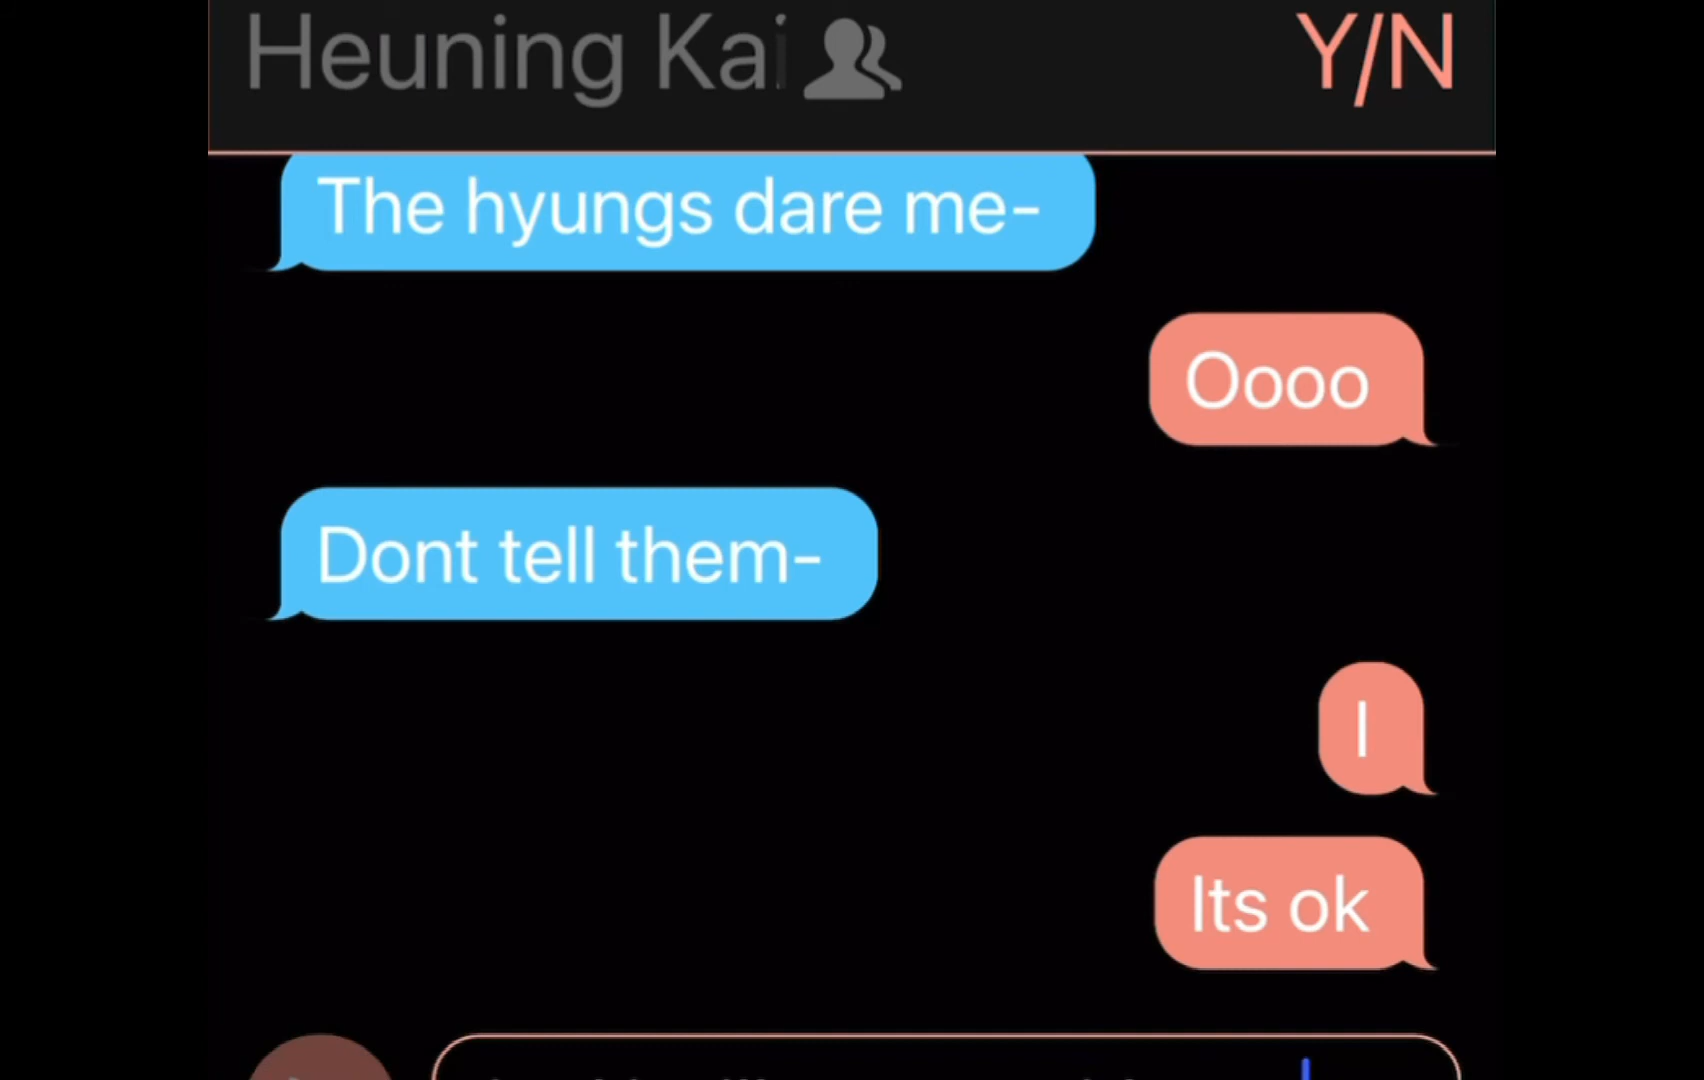 Heuning Kai
Y/N
The hyungs dare me-
Oooo
Dont tell them-
I
Its ok